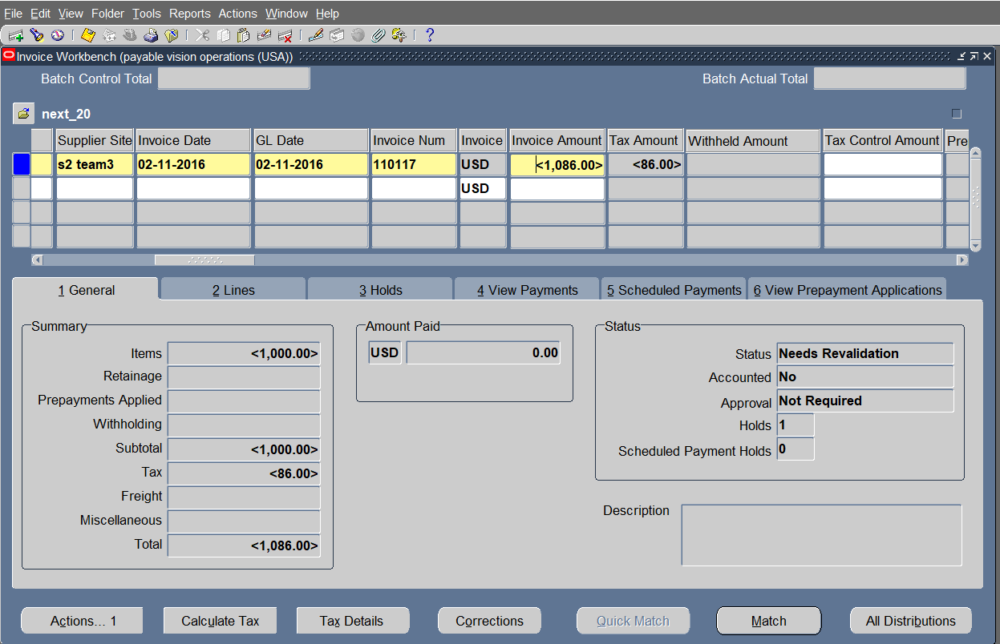 File Edit View Folder Tools Reports Actions Window Help
Invoice Workbench (payable vision operations (USA))
Batch Control Total Batch Actual Total
next_20
Supplier Site Invoice Date GL Date Invoice Num Invoice Invoice Amount Tax Amount Withheld Amount Tax Control Amount Pre
s2 team3 02-11-2016 02-11-2016 110117 USD <1,086.00> <86.00>
USD
1 General 2 Lines 3 Holds 4 View Payments 5 Scheduled Payments 6 View Prepayment Applications
Summary
Items <1,000.00>
Retainage
Prepayments Applied
Withholding
Subtotal <1,000.00>
Tax <86.00>
Freight
Miscellaneous
Total <1,086.00>
Amount Paid
USD 0.00
Status
Status Needs Revalidation
Accounted No
Approval Not Required
Holds 1
Scheduled Payment Holds 0
Description
Actions... 1 Calculate Tax Tax Details Corrections Quick Match Match All Distributions